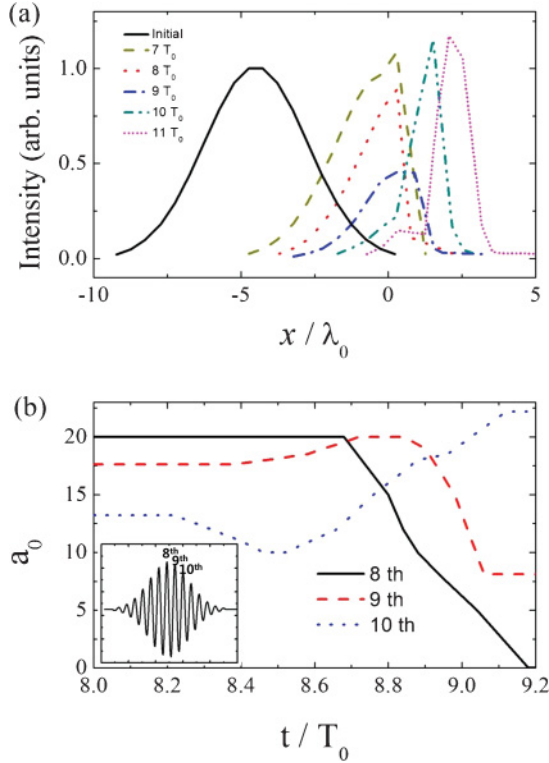 (a)
Intensity (arb. units)
1.0
0.5
0.0
Initial
7 T₀
8 T₀
9 T₀
10 T₀
11 T₀
-10 -5 0 5
x / λ₀
(b)
a₀
20
15
10
5
0
8th
9th
10th
8 th
9 th
10 th
8.0 8.2 8.4 8.6 8.8 9.0 9.2
t / T₀